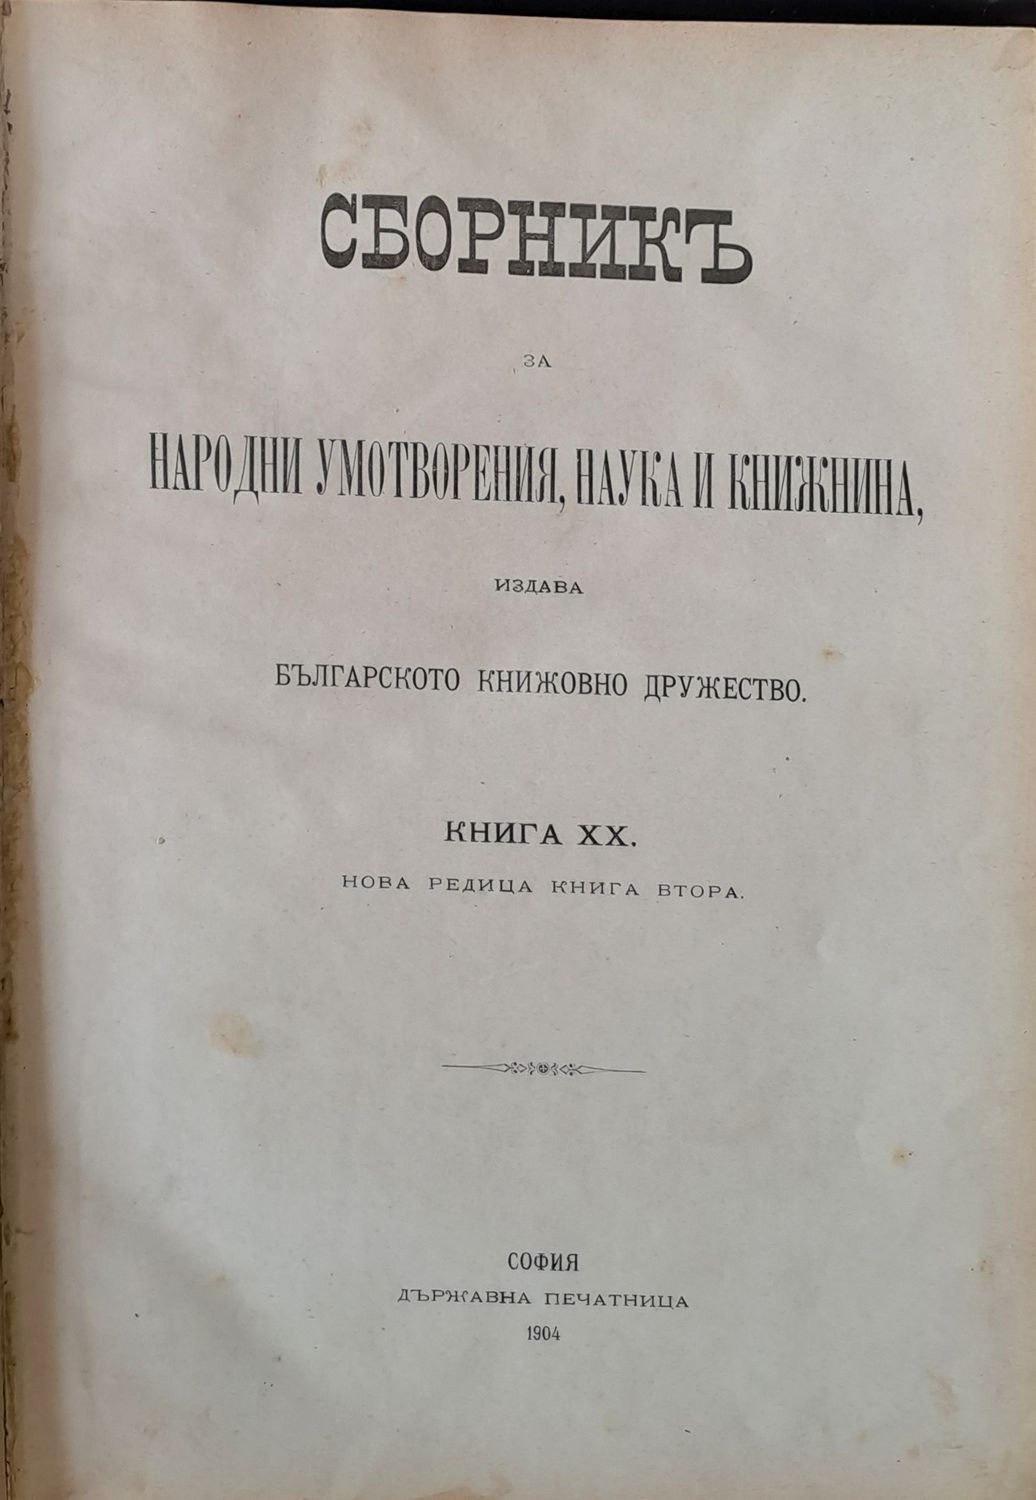 СБОРНИКЪ
ЗА
НАРОДНИ УМОТВОРЕНИЯ, НАУКА И КНИЖНИНА,
ИЗДАВА
БЪЛГАРСКОТО КНИЖОВНО ДРУЖЕСТВО.
КНИГА XX.
НОВА РЕДИЦА КНИГА ВТОРА.
СОФИЯ
ДЪРЖАВНА ПЕЧАТНИЦА
1904